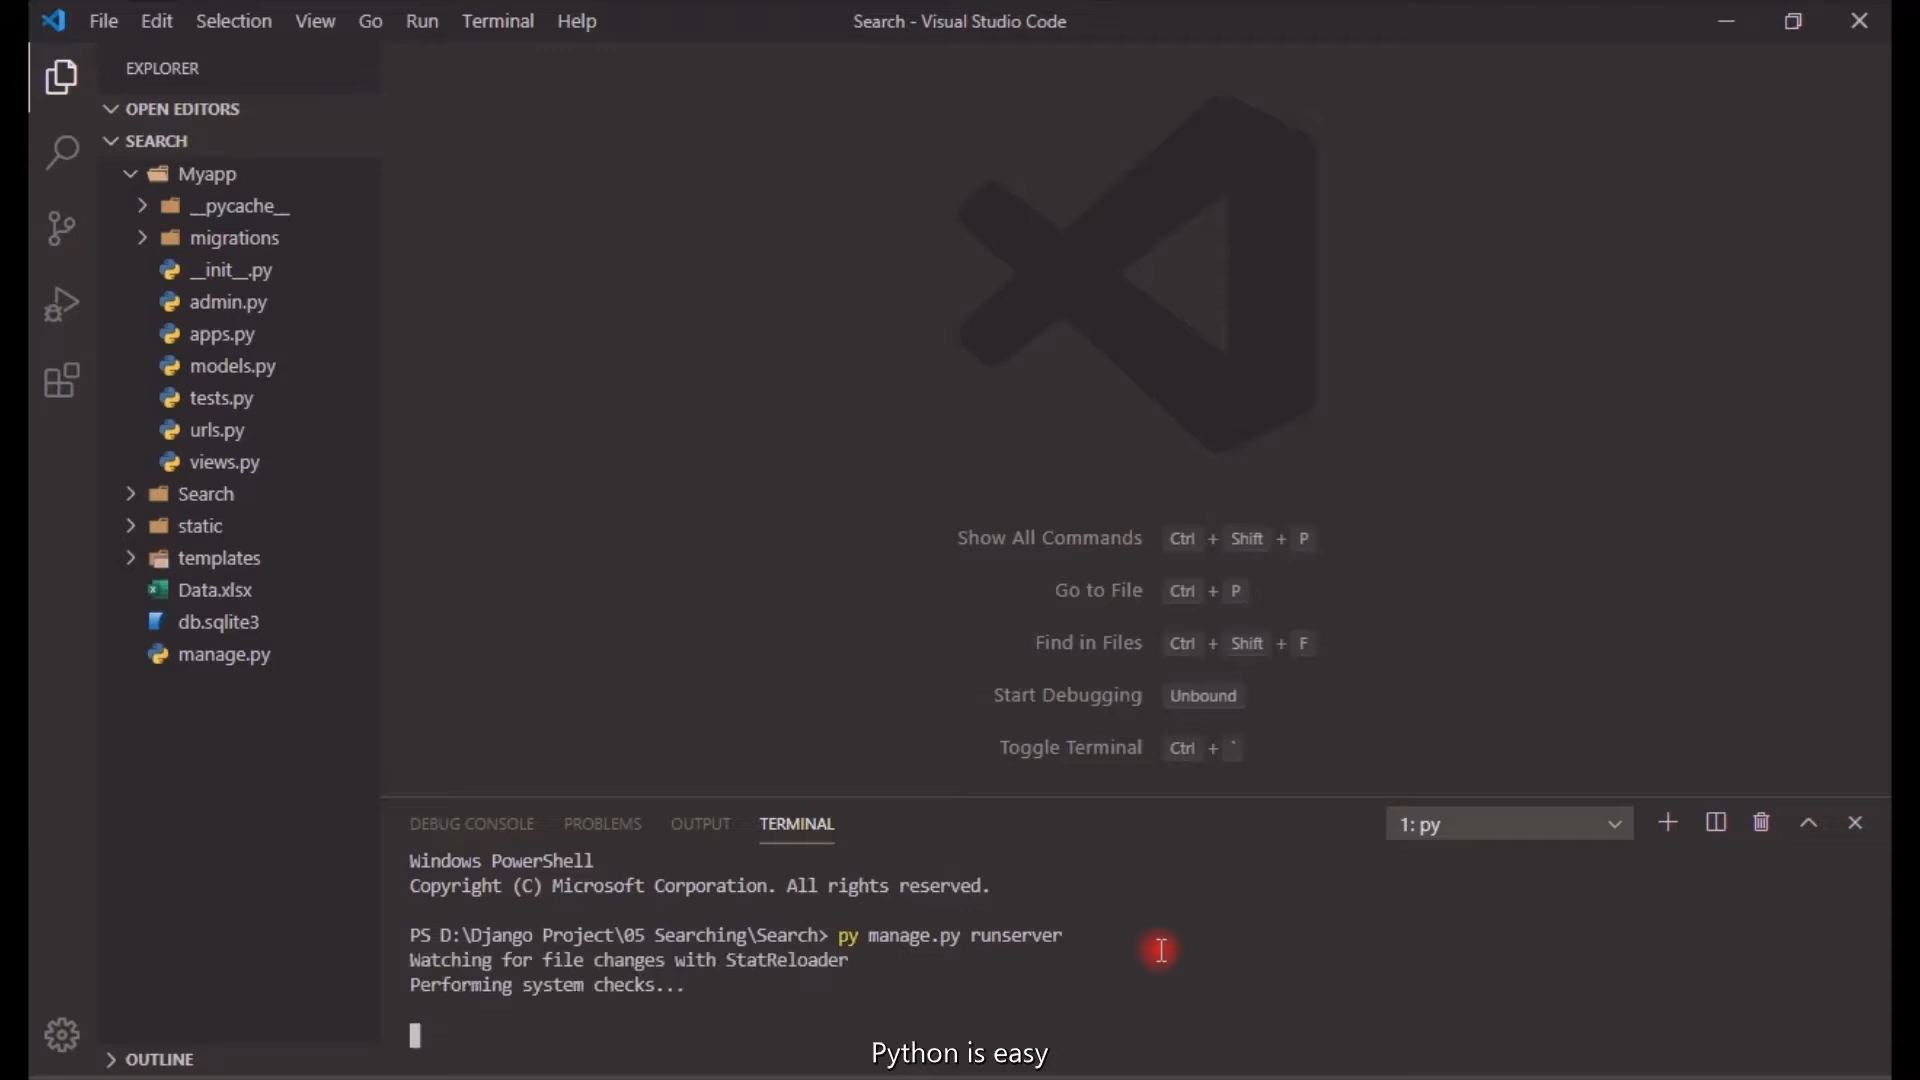 File Edit Selection View Go Run Terminal Help
Search - Visual Studio Code
EXPLORER
OPEN EDITORS
SEARCH
Myapp
__pycache__
migrations
__init__.py
admin.py
apps.py
models.py
tests.py
urls.py
views.py
Search
static
templates
Data.xlsx
db.sqlite3
manage.py
OUTLINE
Show All Commands Ctrl + Shift + P
Go to File Ctrl + P
Find in Files Ctrl + Shift + F
Start Debugging Unbound
Toggle Terminal Ctrl + `
DEBUG CONSOLE PROBLEMS OUTPUT TERMINAL
1: py
Windows PowerShell
Copyright (C) Microsoft Corporation. All rights reserved.
PS D:\Django Project\05 Searching\Search> py manage.py runserver
Watching for file changes with StatReloader
Performing system checks...
Python is easy